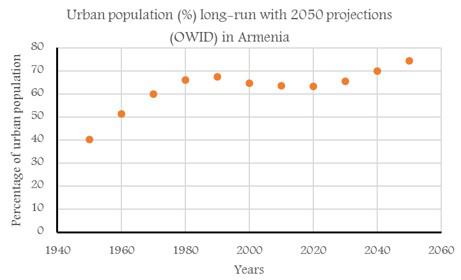 Urban population (%) long-run with 2050 projections
(OWID) in Armenia
Percentage of urban population
80
70
60
50
40
30
20
10
0
1940 1960 1980 2000 2020 2040 2060
Years